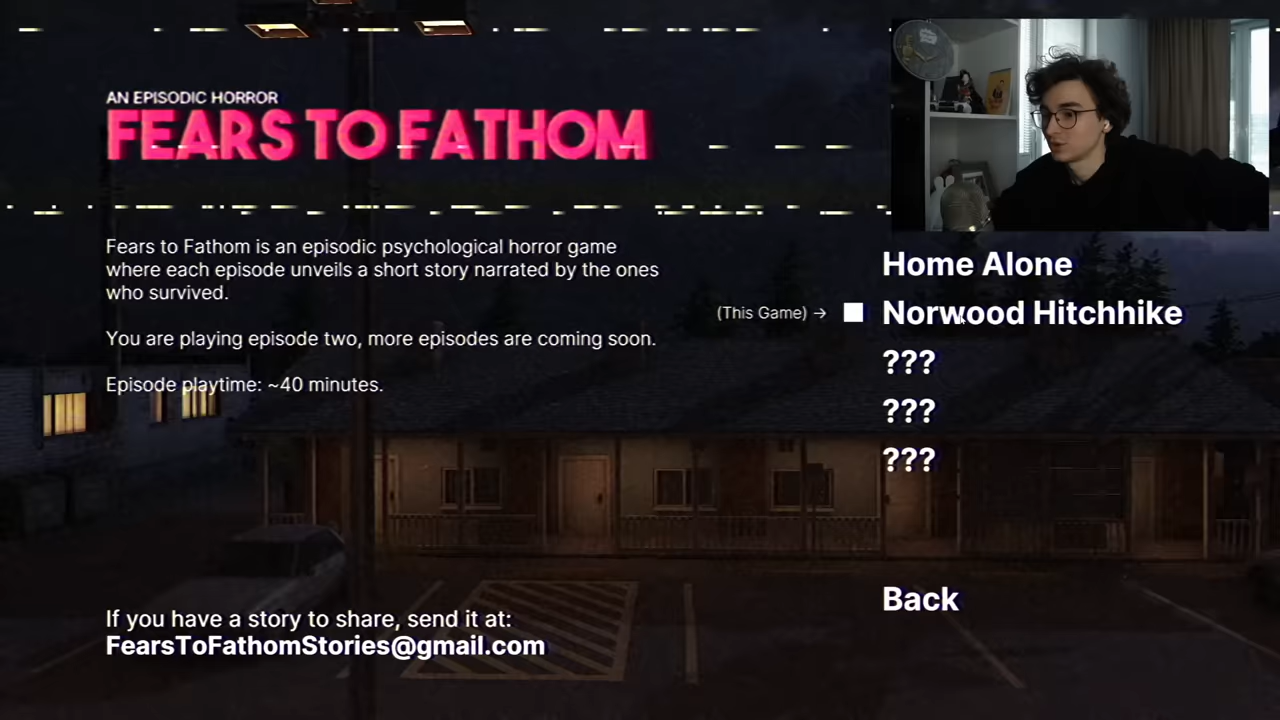 AN EPISODIC HORROR
FEARS TO FATHOM
Fears to Fathom is an episodic psychological horror game
where each episode unveils a short story narrated by the ones
who survived.
You are playing episode two, more episodes are coming soon.
Episode playtime: ~40 minutes.
If you have a story to share, send it at:
FearsToFathomStories@gmail.com
Home Alone
(This Game) → Norwood Hitchhike
???
???
???
Back